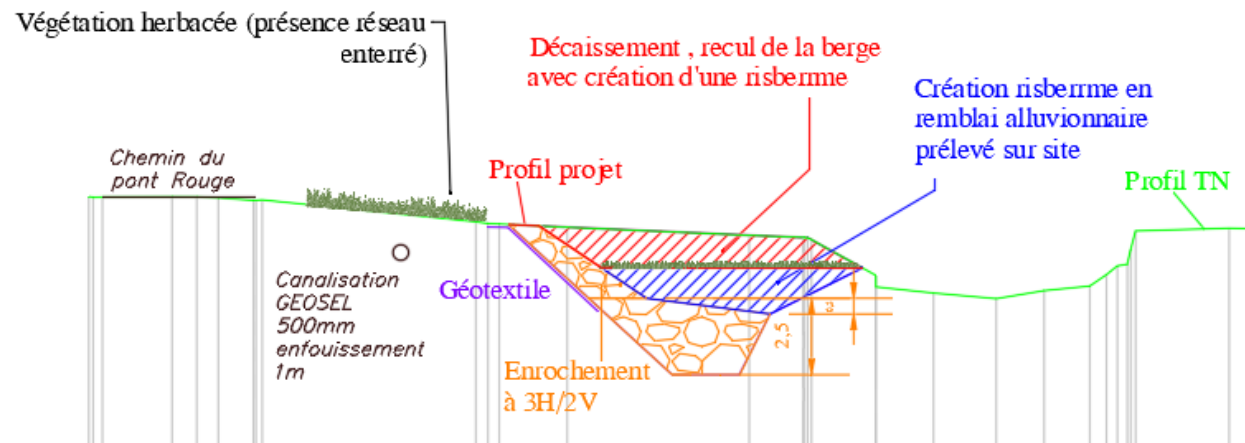 Végétation herbacée (présence réseau
enterré)
Décaissement , recul de la berge
avec création d'une risberrme
Création risberrme en
remblai alluvionnaire
prélevé sur site
Chemin du
pont Rouge
Profil projet
Profil TN
Canalisation
GEOSEL
500mm
enfouissement
1m
Géotextile
a
2,5
Enrochement
à 3H/2V